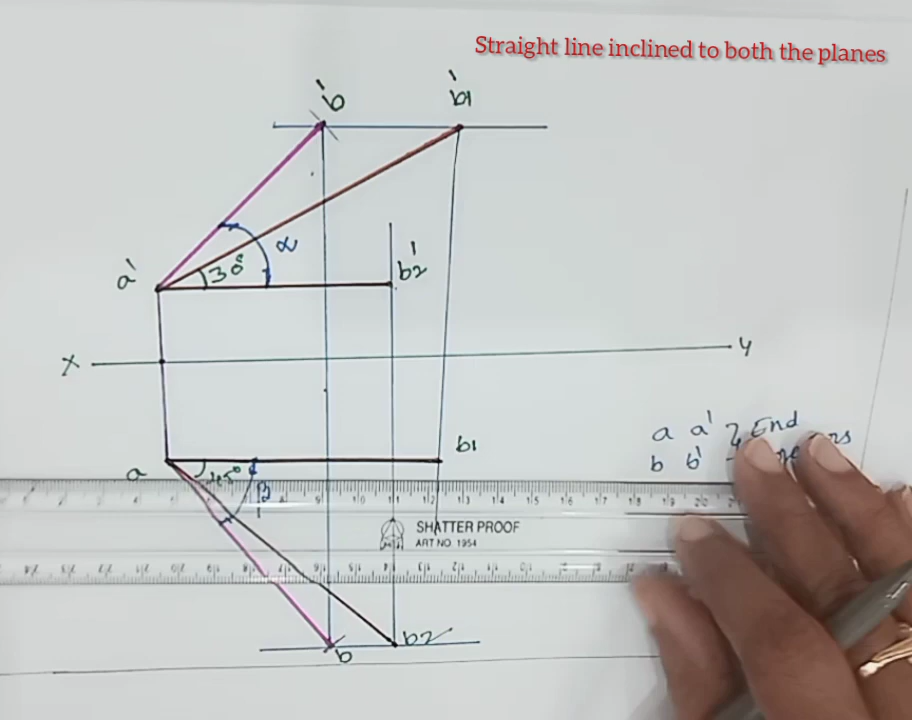 Straight line inclined to both the planes
b'
b1'
α
a'
30°
b2'
X
Y
a a' } End
b b'
b1
a
45°
β
SHATTER PROOF
ART NO. 1954
b2
b